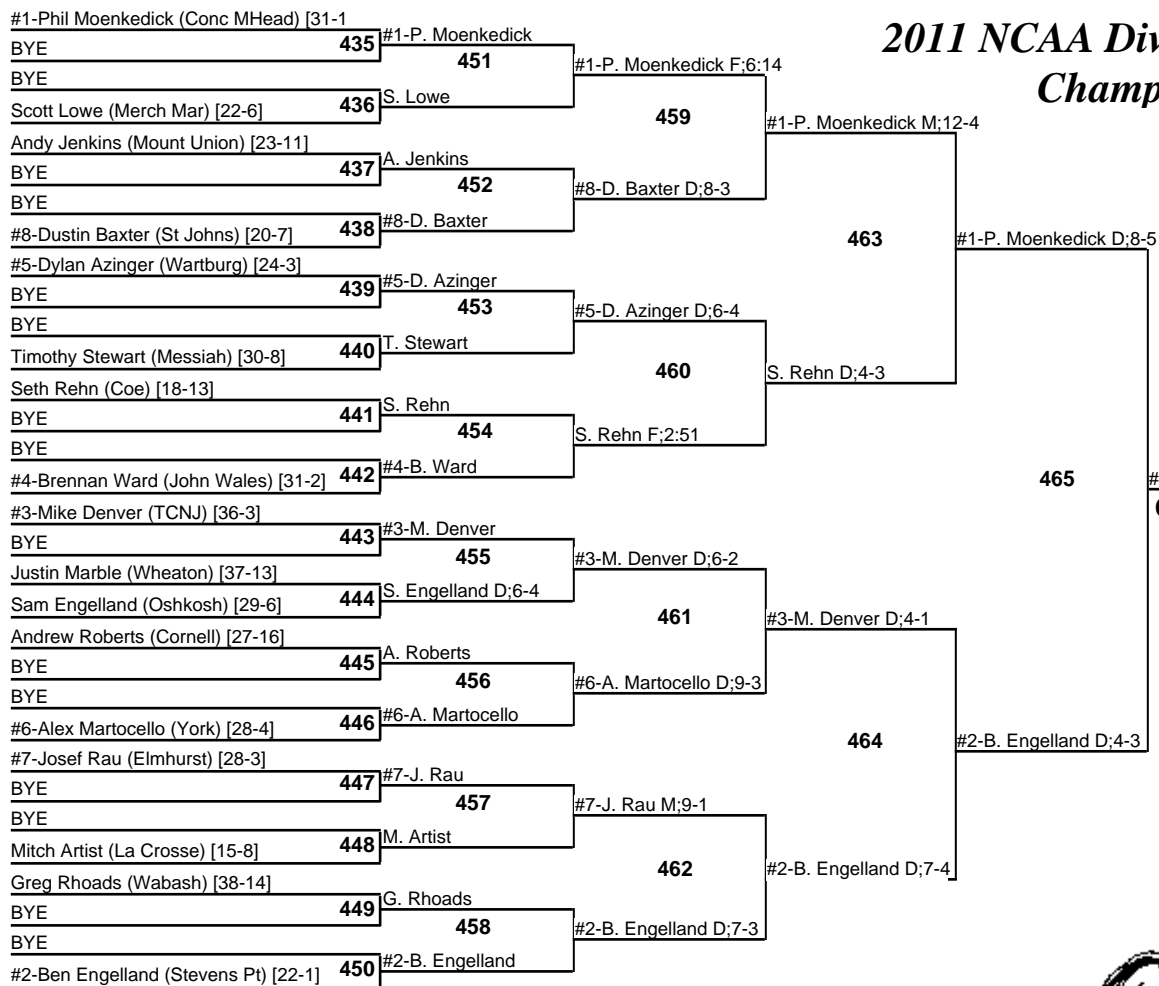 #1-Phil Moenkedick (Conc MHead) [31-1
2011 NCAA Div
Champ
BYE
435
#1-P. Moenkedick
451
BYE
#1-P. Moenkedick F;6:14
Scott Lowe (Merch Mar) [22-6]
436
S. Lowe
459
#1-P. Moenkedick M;12-4
Andy Jenkins (Mount Union) [23-11]
BYE
437
A. Jenkins
452
BYE
#8-D. Baxter D;8-3
#8-Dustin Baxter (St Johns) [20-7]
438
#8-D. Baxter
463
#1-P. Moenkedick D;8-5
#5-Dylan Azinger (Wartburg) [24-3]
BYE
439
#5-D. Azinger
453
BYE
#5-D. Azinger D;6-4
Timothy Stewart (Messiah) [30-8]
440
T. Stewart
460
S. Rehn D;4-3
Seth Rehn (Coe) [18-13]
BYE
441
S. Rehn
454
BYE
S. Rehn F;2:51
#4-Brennan Ward (John Wales) [31-2]
442
#4-B. Ward
465
#
#3-Mike Denver (TCNJ) [36-3]
BYE
443
#3-M. Denver
455
Justin Marble (Wheaton) [37-13]
#3-M. Denver D;6-2
Sam Engelland (Oshkosh) [29-6]
444
S. Engelland D;6-4
461
#3-M. Denver D;4-1
Andrew Roberts (Cornell) [27-16]
BYE
445
A. Roberts
456
BYE
#6-A. Martocello D;9-3
#6-Alex Martocello (York) [28-4]
446
#6-A. Martocello
464
#2-B. Engelland D;4-3
#7-Josef Rau (Elmhurst) [28-3]
BYE
447
#7-J. Rau
457
BYE
#7-J. Rau M;9-1
Mitch Artist (La Crosse) [15-8]
448
M. Artist
462
#2-B. Engelland D;7-4
Greg Rhoads (Wabash) [38-14]
BYE
449
G. Rhoads
458
BYE
#2-B. Engelland D;7-3
#2-Ben Engelland (Stevens Pt) [22-1]
450
#2-B. Engelland